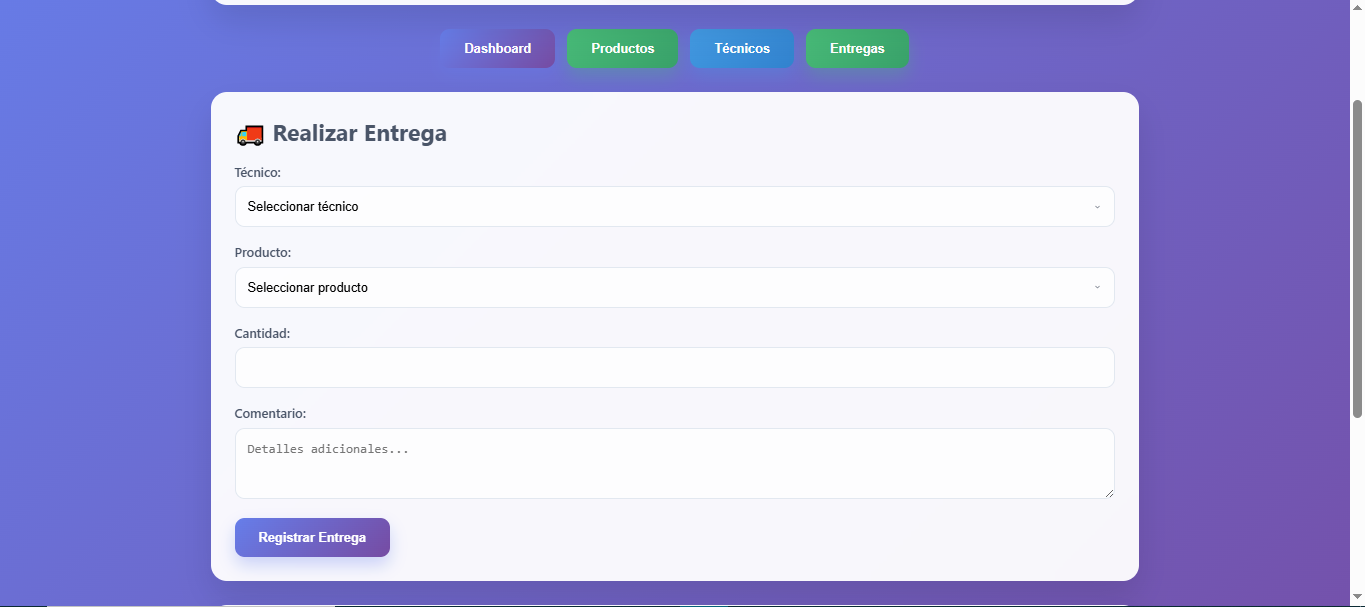 Dashboard Productos Técnicos Entregas
Realizar Entrega
Técnico:
Seleccionar técnico
Producto:
Seleccionar producto
Cantidad:
Comentario:
Detalles adicionales...
Registrar Entrega